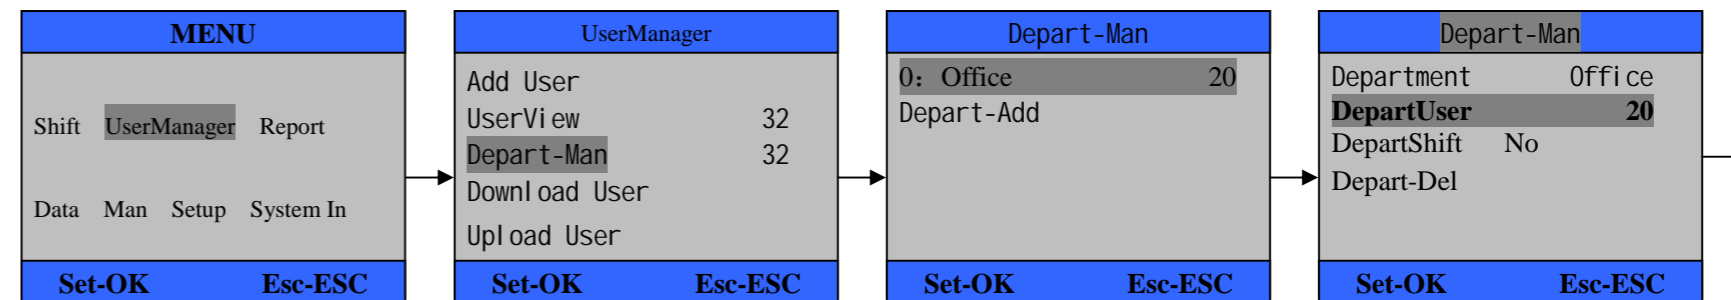 MENU
Shift UserManager Report
Data Man Setup System In
Set-OK Esc-ESC
UserManager
Add User
UserView 32
Depart-Man 32
Download User
Upload User
Set-OK Esc-ESC
Depart-Man
0: Office 20
Depart-Add
Set-OK Esc-ESC
Depart-Man
Department Office
DepartUser 20
DepartShift No
Depart-Del
Set-OK Esc-ESC